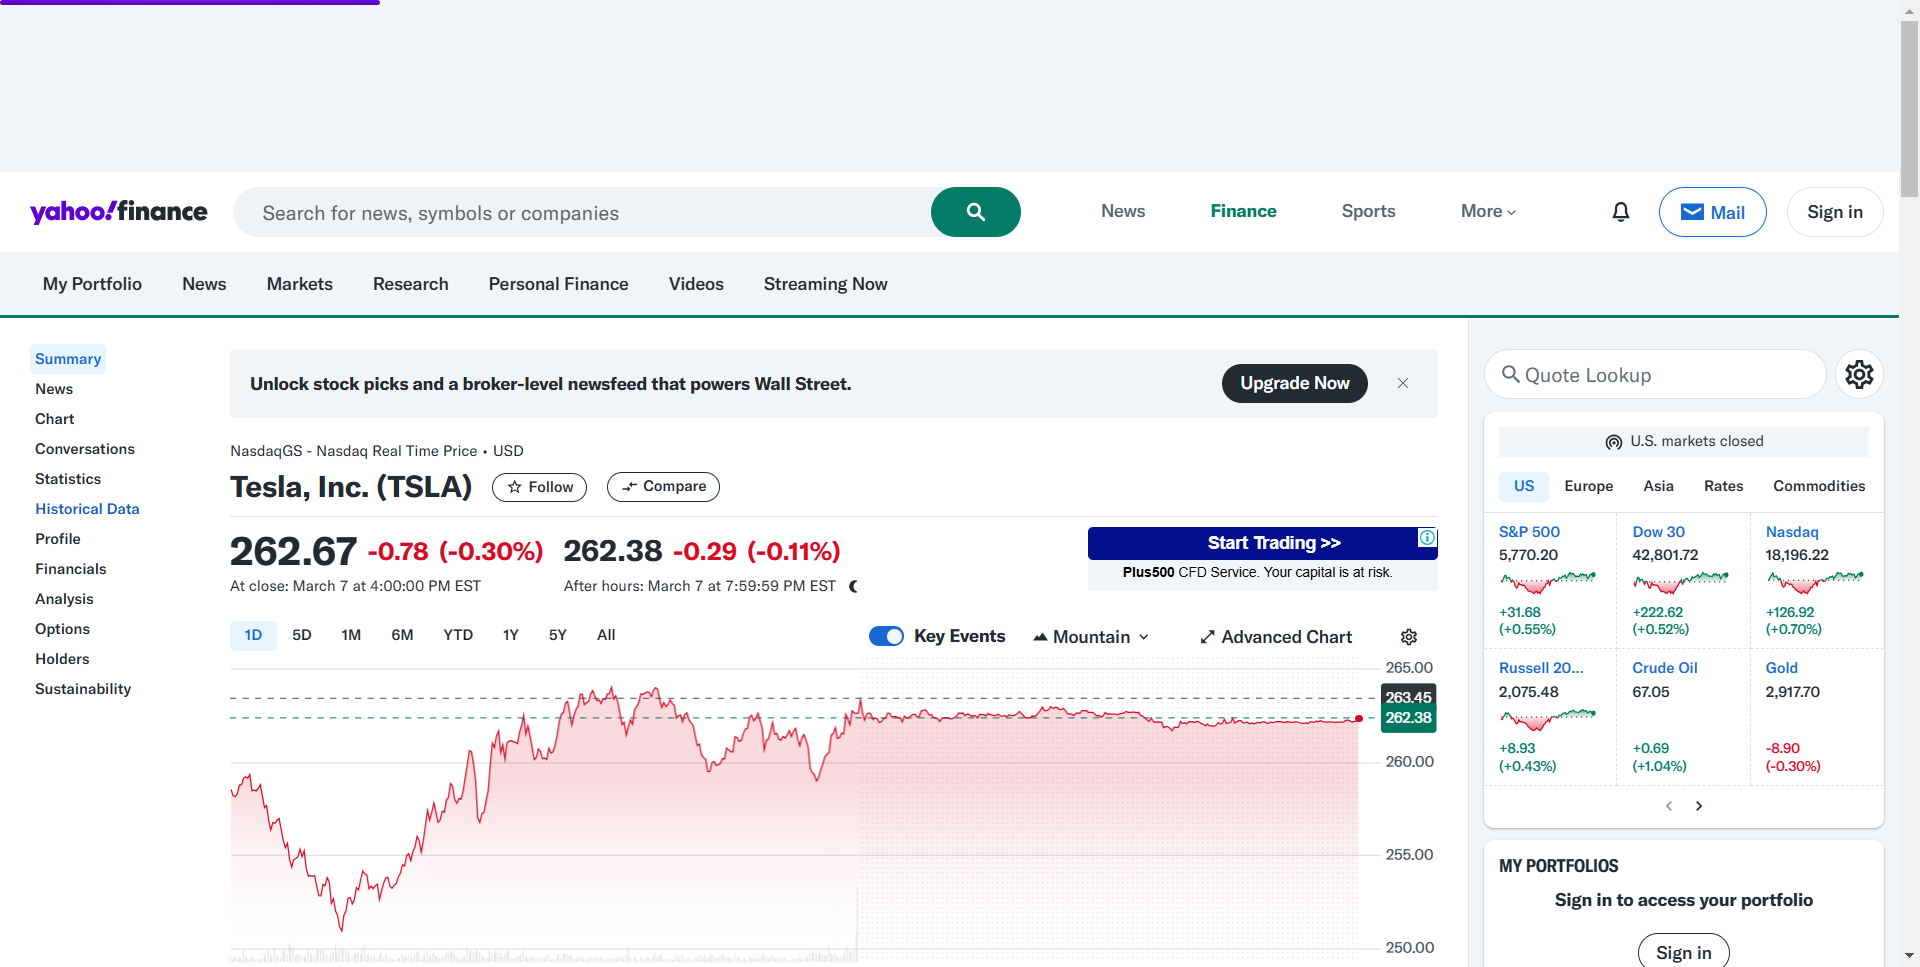 yahoo!finance
Search for news, symbols or companies
News
Finance
Sports
More
Mail
Sign in
My Portfolio
News
Markets
Research
Personal Finance
Videos
Streaming Now
Summary
News
Chart
Conversations
Statistics
Historical Data
Profile
Financials
Analysis
Options
Holders
Sustainability
Unlock stock picks and a broker-level newsfeed that powers Wall Street.
Upgrade Now
NasdaqGS - Nasdaq Real Time Price • USD
Tesla, Inc. (TSLA)
Follow
Compare
262.67 -0.78 (-0.30%)
At close: March 7 at 4:00:00 PM EST
262.38 -0.29 (-0.11%)
After hours: March 7 at 7:59:59 PM EST
Start Trading >>
Plus500 CFD Service. Your capital is at risk.
1D
5D
1M
6M
YTD
1Y
5Y
All
Key Events
Mountain
Advanced Chart
265.00
263.45
262.38
260.00
255.00
250.00
Quote Lookup
U.S. markets closed
US
Europe
Asia
Rates
Commodities
S&P 500
5,770.20
+31.68
(+0.55%)
Dow 30
42,801.72
+222.62
(+0.52%)
Nasdaq
18,196.22
+126.92
(+0.70%)
Russell 20...
2,075.48
+8.93
(+0.43%)
Crude Oil
67.05
+0.69
(+1.04%)
Gold
2,917.70
-8.90
(-0.30%)
MY PORTFOLIOS
Sign in to access your portfolio
Sign in